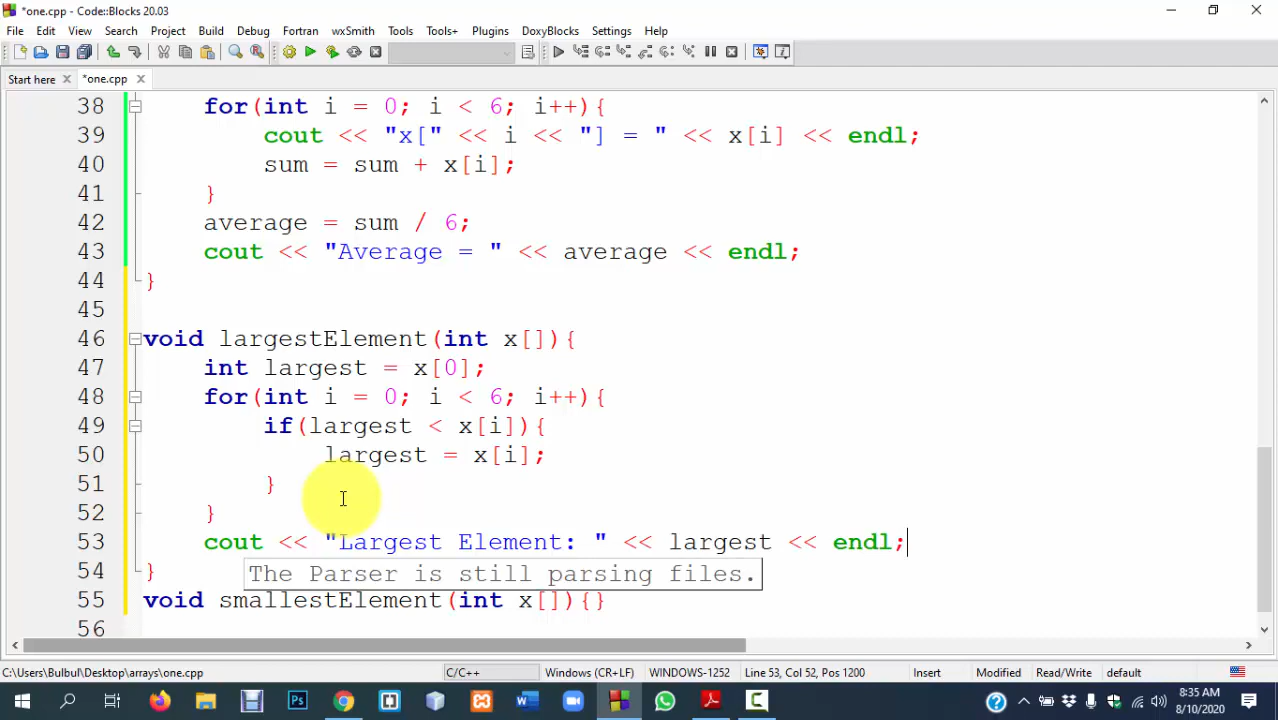 *one.cpp - Code::Blocks 20.03
File Edit View Search Project Build Debug Fortran wxSmith Tools Tools+ Plugins DoxyBlocks Settings Help
Start here *one.cpp
38 for(int i = 0; i < 6; i++){
39 cout << "x[" << i << "] = " << x[i] << endl;
40 sum = sum + x[i];
41 }
42 average = sum / 6;
43 cout << "Average = " << average << endl;
44 }
45
46 void largestElement(int x[]){
47 int largest = x[0];
48 for(int i = 0; i < 6; i++){
49 if(largest < x[i]){
50 largest = x[i];
51 }
52 }
53 cout << "Largest Element: " << largest << endl;
54 }
The Parser is still parsing files.
55 void smallestElement(int x[]){}
56
C:\Users\Bulbul\Desktop\arrays\one.cpp C/C++ Windows (CR+LF) WINDOWS-1252 Line 53, Col 52, Pos 1200 Insert Modified Read/Write default
8:35 AM
8/10/2020